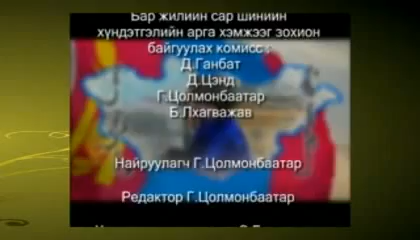 Бар жилийн сар шинийн
хүндэтгэлийн арга хэмжээг зохион
байгуулах комисс :
Д.Ганбат
Д.Цэнд
Г.Цолмонбаатар
Б.Лхагважав
Найруулагч Г.Цолмонбаатар
Редактор Г.Цолмонбаатар